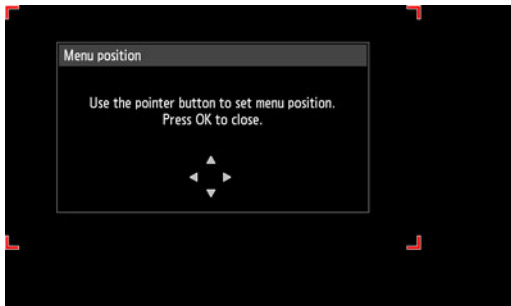 Menu position
Use the pointer button to set menu position.
Press OK to close.